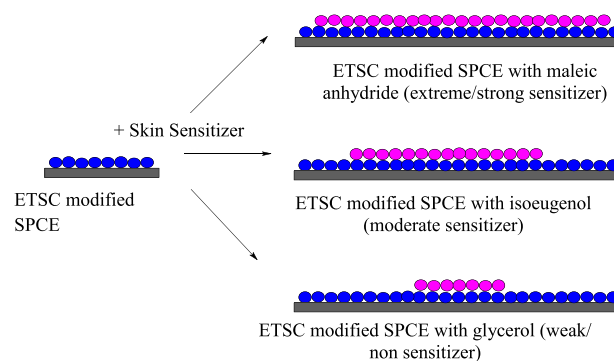 ETSC modified SPCE with maleic
anhydride (extreme/strong sensitizer)
+ Skin Sensitizer
ETSC modified
SPCE
ETSC modified SPCE with isoeugenol
(moderate sensitizer)
ETSC modified SPCE with glycerol (weak/
non sensitizer)